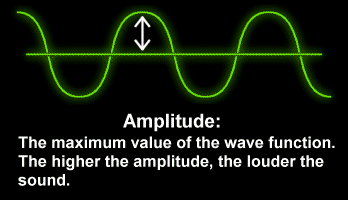 Amplitude:
The maximum value of the wave function.
The higher the amplitude, the louder the
sound.